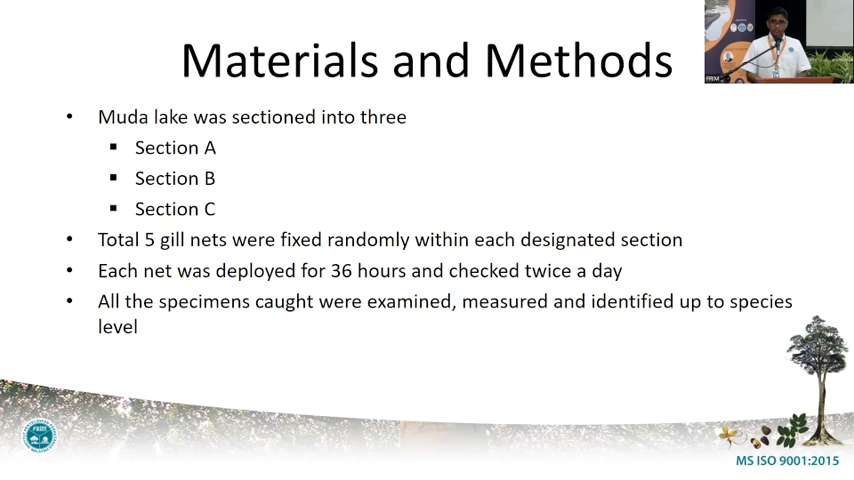 Materials and Methods
FRIM
• Muda lake was sectioned into three
▪ Section A
▪ Section B
▪ Section C
• Total 5 gill nets were fixed randomly within each designated section
• Each net was deployed for 36 hours and checked twice a day
• All the specimens caught were examined, measured and identified up to species
level
FRIM
MS ISO 9001:2015